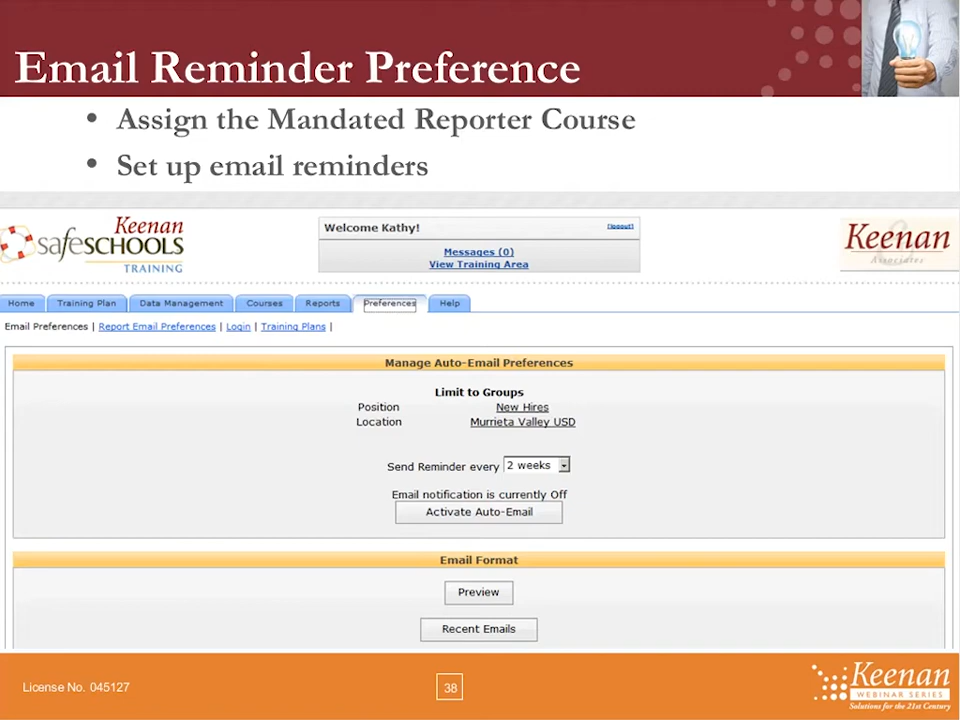 Email Reminder Preference
• Assign the Mandated Reporter Course
• Set up email reminders
Keenan
safeSCHOOLS
TRAINING
Welcome Kathy!
[logout]
Messages (0)
View Training Area
Keenan
Associates
Home Training Plan Data Management Courses Reports Preferences Help
Email Preferences | Report Email Preferences | Login | Training Plans |
Manage Auto-Email Preferences
Limit to Groups
Position New Hires
Location Murrieta Valley USD
Send Reminder every 2 weeks
Email notification is currently Off
Activate Auto-Email
Email Format
Preview
Recent Emails
License No. 045127
38
Keenan
WEBINAR SERIES
Solutions for the 21st Century